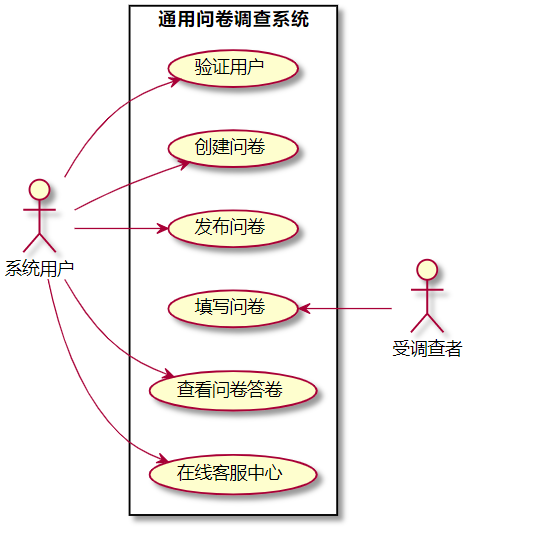 通用问卷调查系统
验证用户
创建问卷
发布问卷
系统用户
填写问卷
受调查者
查看问卷答卷
在线客服中心